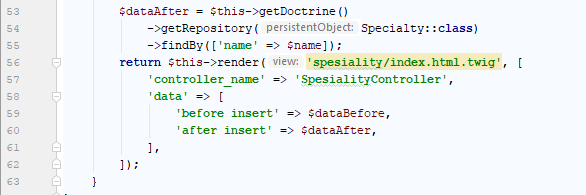 53 $dataAfter = $this->getDoctrine()
54 ->getRepository( persistentObject: Specialty::class)
55 ->findBy(['name' => $name]);
56 return $this->render( view: 'spesiality/index.html.twig', [
57 'controller_name' => 'SpesialityController',
58 'data' => [
59 'before insert' => $dataBefore,
60 'after insert' => $dataAfter,
61 ],
62 ]);
63 }